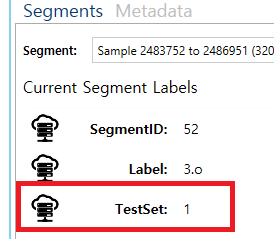 Segments Metadata
Segment: Sample 2483752 to 2486951 (320
Current Segment Labels
SegmentID: 52
Label: 3.o
TestSet: 1